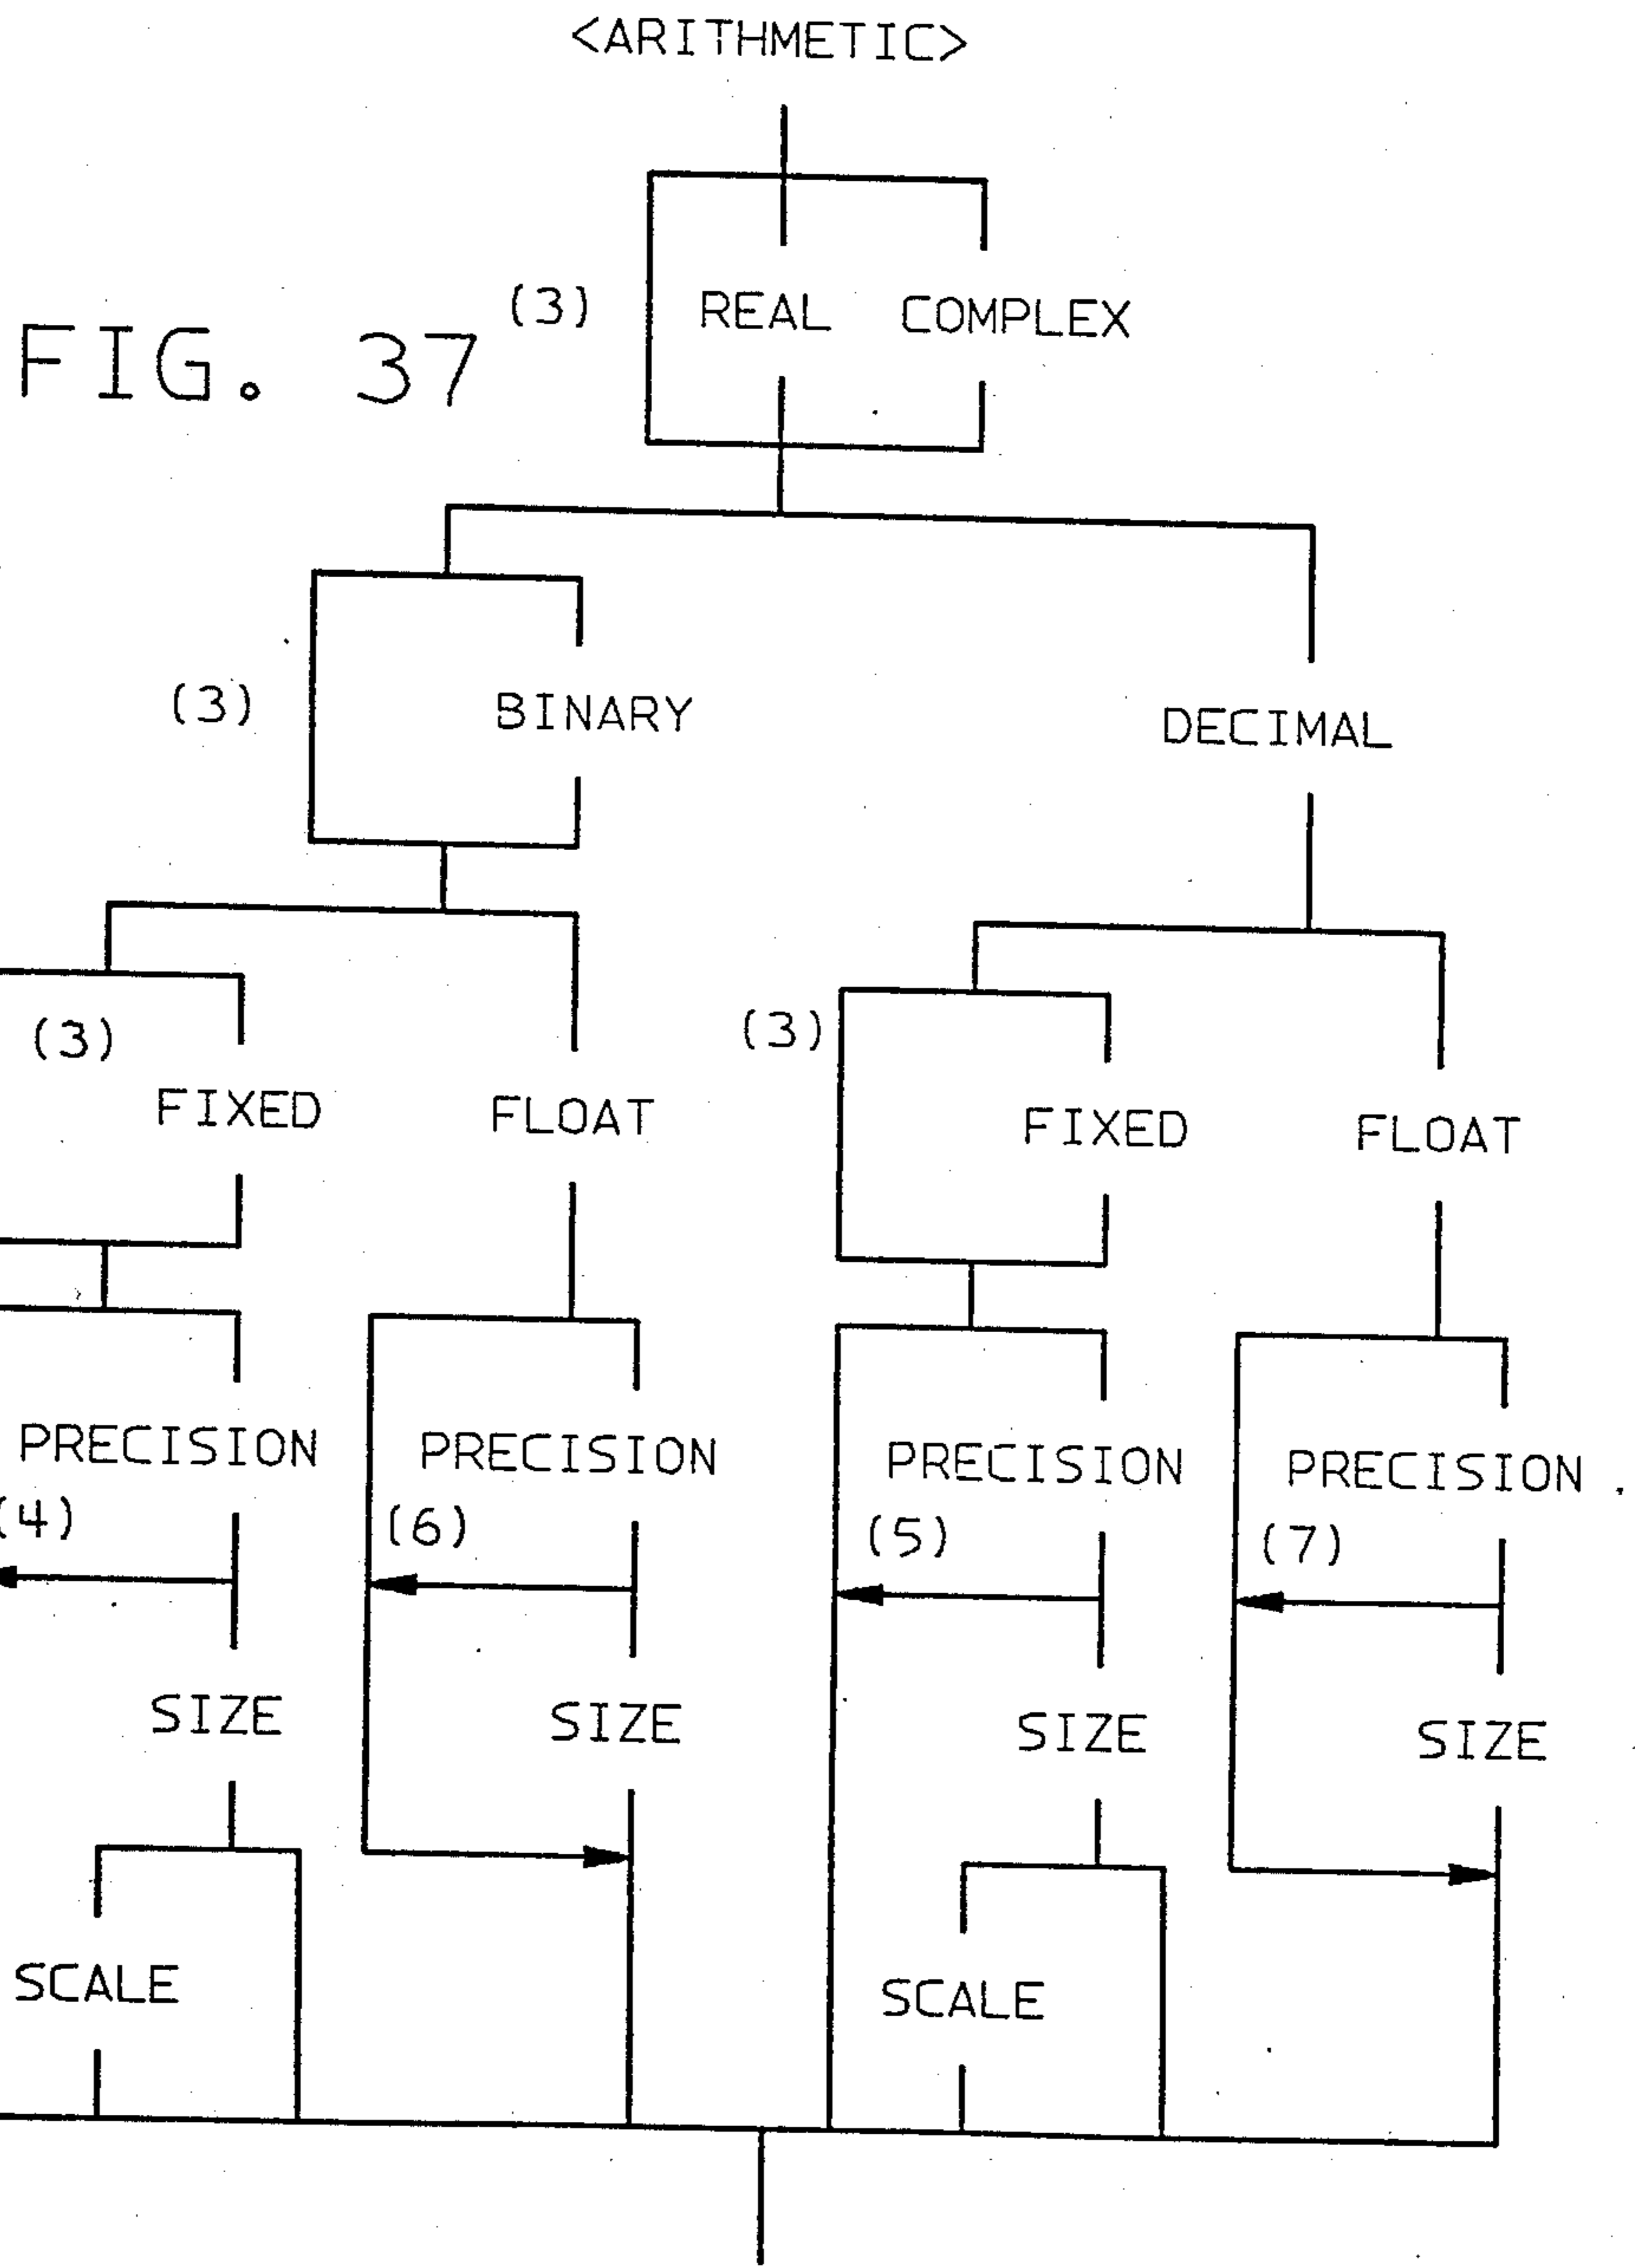 <ARITHMETIC>
FIG. 37
(3) REAL COMPLEX
(3) BINARY DECIMAL
(3) (3)
FIXED FLOAT FIXED FLOAT
PRECISION PRECISION PRECISION PRECISION
(4) (6) (5) (7)
SIZE SIZE SIZE SIZE
SCALE SCALE